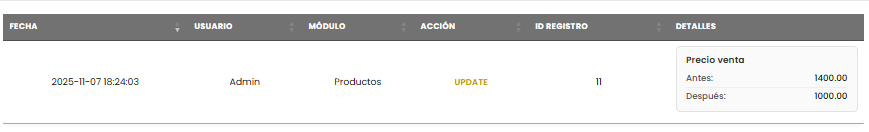 FECHA USUARIO MÓDULO ACCIÓN ID REGISTRO DETALLES
Precio venta
2025-11-07 18:24:03 Admin Productos UPDATE 11 Antes: 1400.00
Después: 1000.00